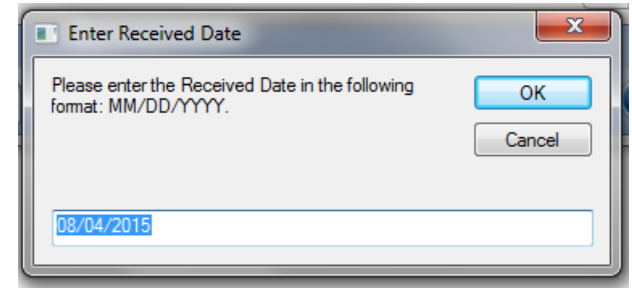 Enter Received Date
Please enter the Received Date in the following
format: MM/DD/YYYY.
OK
Cancel
08/04/2015